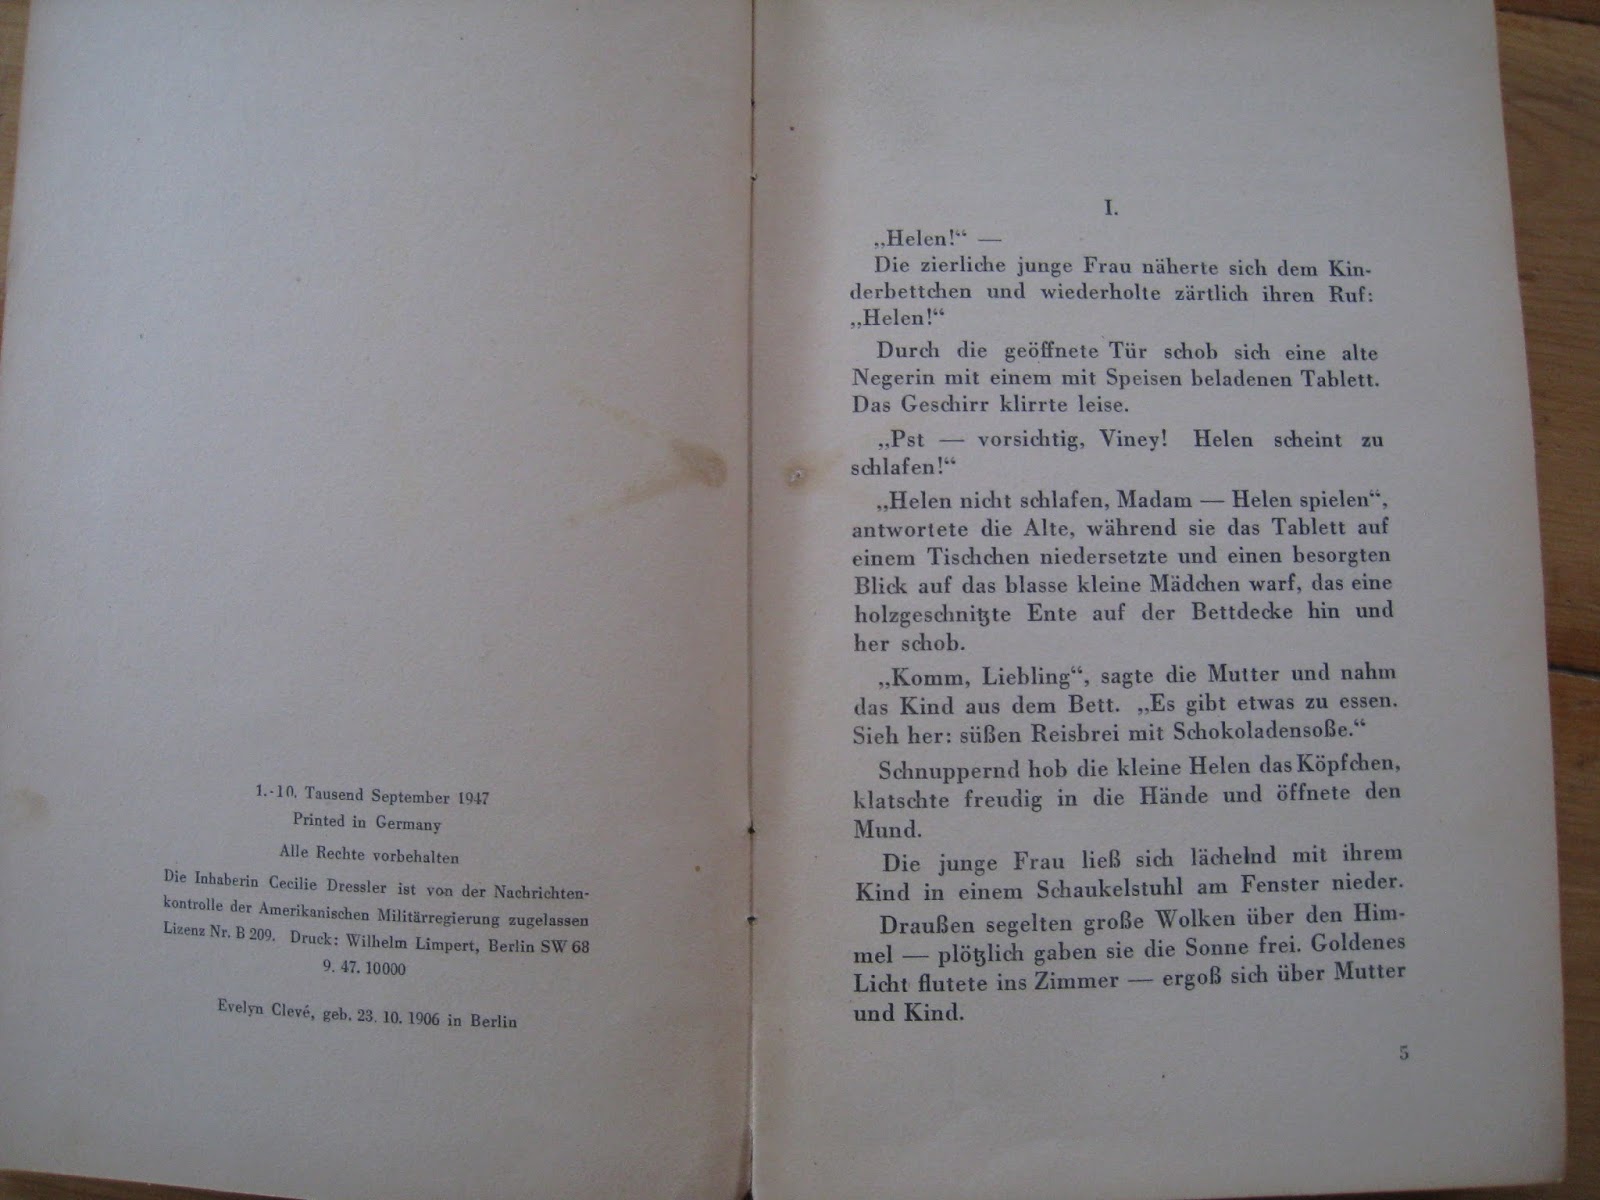 1.-10. Tausend September 1947
Printed in Germany
Alle Rechte vorbehalten
Die Inhaberin Cecilie Dressler ist von der Nachrichten-
kontrolle der Amerikanischen Militärregierung zugelassen
Lizenz Nr. B 209. Druck: Wilhelm Limpert, Berlin SW 68
9. 47. 10000
Evelyn Clevé, geb. 23. 10. 1906 in Berlin
I.
„Helen!“ —
Die zierliche junge Frau näherte sich dem Kin-
derbettchen und wiederholte zärtlich ihren Ruf:
„Helen!“
Durch die geöffnete Tür schob sich eine alte
Negerin mit einem mit Speisen beladenen Tablett.
Das Geschirr klirrte leise.
„Pst — vorsichtig, Viney! Helen scheint zu
schlafen!“
„Helen nicht schlafen, Madam — Helen spielen“,
antwortete die Alte, während sie das Tablett auf
einem Tischchen niedersetzte und einen besorgten
Blick auf das blasse kleine Mädchen warf, das eine
holzgeschnitzte Ente auf der Bettdecke hin und
her schob.
„Komm, Liebling“, sagte die Mutter und nahm
das Kind aus dem Bett. „Es gibt etwas zu essen.
Sieh her: süßen Reisbrei mit Schokoladensoße.“
Schnuppernd hob die kleine Helen das Köpfchen,
klatschte freudig in die Hände und öffnete den
Mund.
Die junge Frau ließ sich lächelnd mit ihrem
Kind in einem Schaukelstuhl am Fenster nieder.
Draußen segelten große Wolken über den Him-
mel — plötzlich gaben sie die Sonne frei. Goldenes
Licht flutete ins Zimmer — ergoß sich über Mutter
und Kind.
5